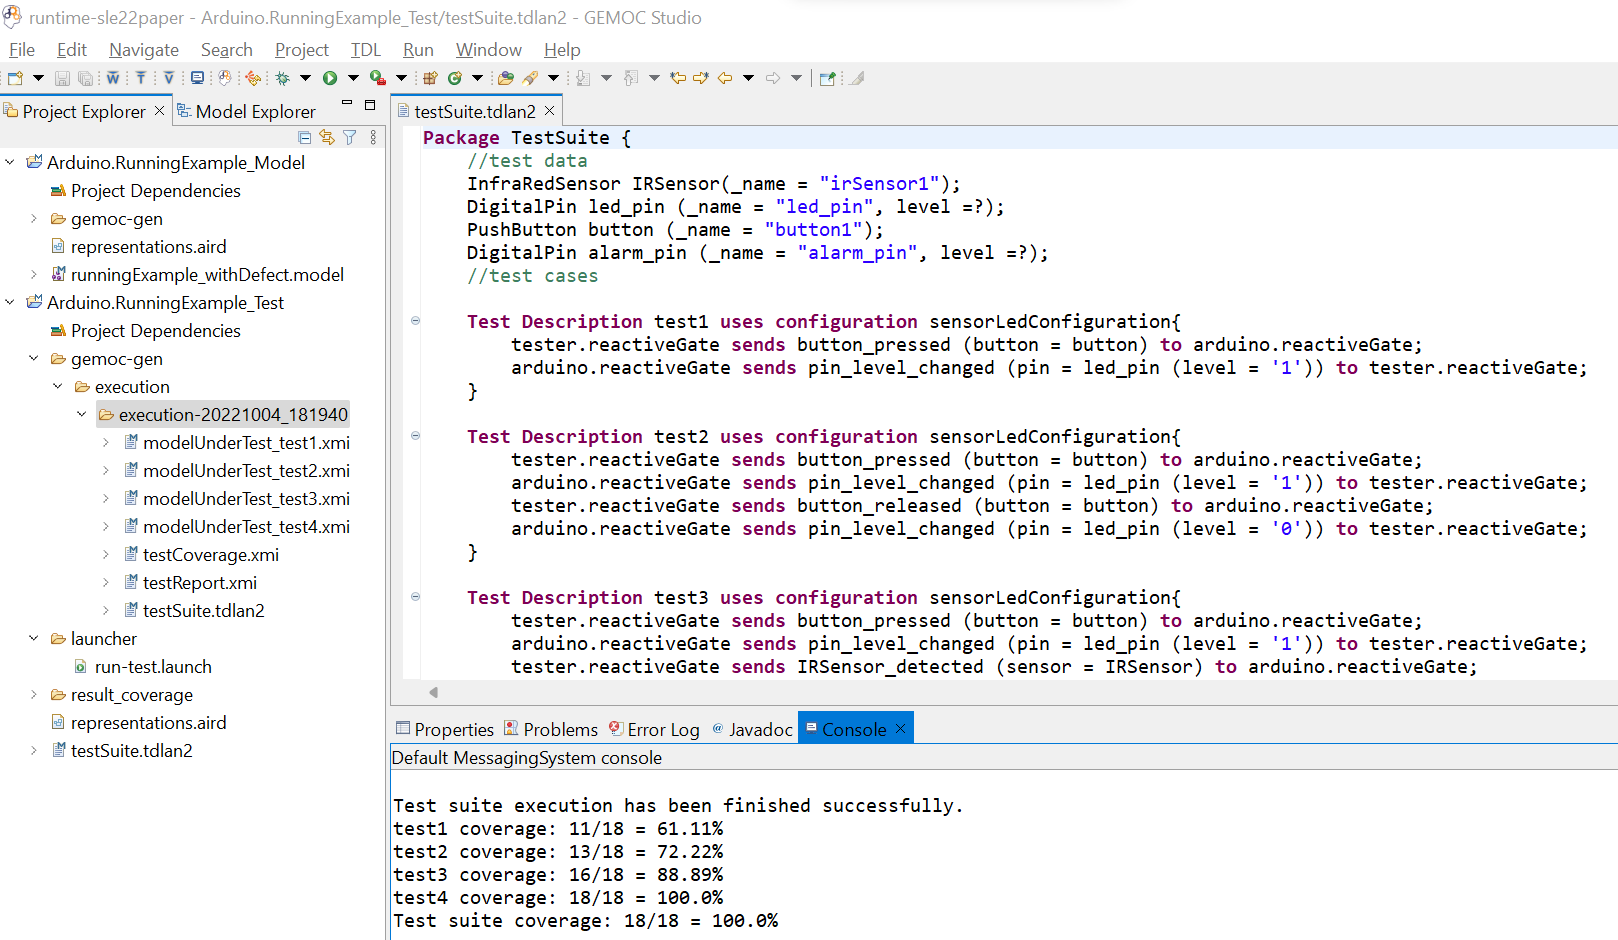 runtime-sle22paper - Arduino.RunningExample_Test/testSuite.tdlan2 - GEMOC Studio
File Edit Navigate Search Project TDL Run Window Help
Project Explorer
Model Explorer
Arduino.RunningExample_Model
Project Dependencies
gemoc-gen
representations.aird
runningExample_withDefect.model
Arduino.RunningExample_Test
Project Dependencies
gemoc-gen
execution
execution-20221004_181940
modelUnderTest_test1.xmi
modelUnderTest_test2.xmi
modelUnderTest_test3.xmi
modelUnderTest_test4.xmi
testCoverage.xmi
testReport.xmi
testSuite.tdlan2
launcher
run-test.launch
result_coverage
representations.aird
testSuite.tdlan2
testSuite.tdlan2
Package TestSuite {
//test data
InfraRedSensor IRSensor(_name = "irSensor1");
DigitalPin led_pin (_name = "led_pin", level =?);
PushButton button (_name = "button1");
DigitalPin alarm_pin (_name = "alarm_pin", level =?);
//test cases
Test Description test1 uses configuration sensorLedConfiguration{
tester.reactiveGate sends button_pressed (button = button) to arduino.reactiveGate;
arduino.reactiveGate sends pin_level_changed (pin = led_pin (level = '1')) to tester.reactiveGate;
}
Test Description test2 uses configuration sensorLedConfiguration{
tester.reactiveGate sends button_pressed (button = button) to arduino.reactiveGate;
arduino.reactiveGate sends pin_level_changed (pin = led_pin (level = '1')) to tester.reactiveGate;
tester.reactiveGate sends button_released (button = button) to arduino.reactiveGate;
arduino.reactiveGate sends pin_level_changed (pin = led_pin (level = '0')) to tester.reactiveGate;
}
Test Description test3 uses configuration sensorLedConfiguration{
tester.reactiveGate sends button_pressed (button = button) to arduino.reactiveGate;
arduino.reactiveGate sends pin_level_changed (pin = led_pin (level = '1')) to tester.reactiveGate;
tester.reactiveGate sends IRSensor_detected (sensor = IRSensor) to arduino.reactiveGate;
Properties Problems Error Log @ Javadoc Console
Default MessagingSystem console
Test suite execution has been finished successfully.
test1 coverage: 11/18 = 61.11%
test2 coverage: 13/18 = 72.22%
test3 coverage: 16/18 = 88.89%
test4 coverage: 18/18 = 100.0%
Test suite coverage: 18/18 = 100.0%